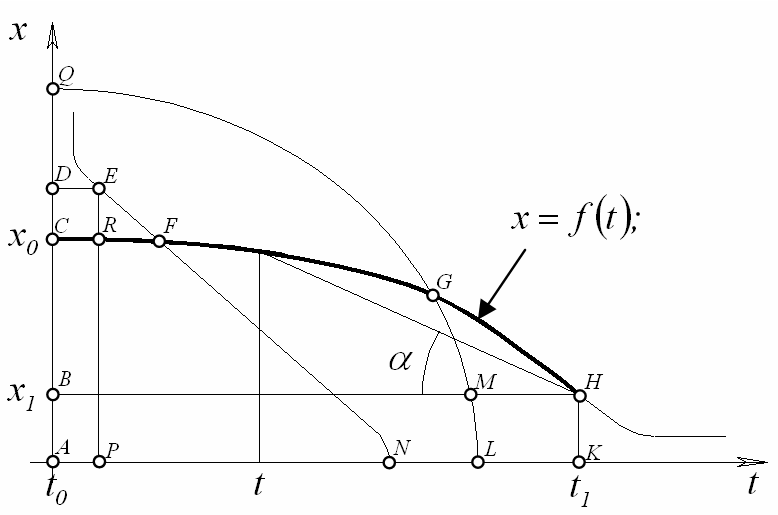 x
Q
D E
C R F
x₀
x = f(t);
G
α
x₁ B M H
A P N L K
t₀ t t₁ t